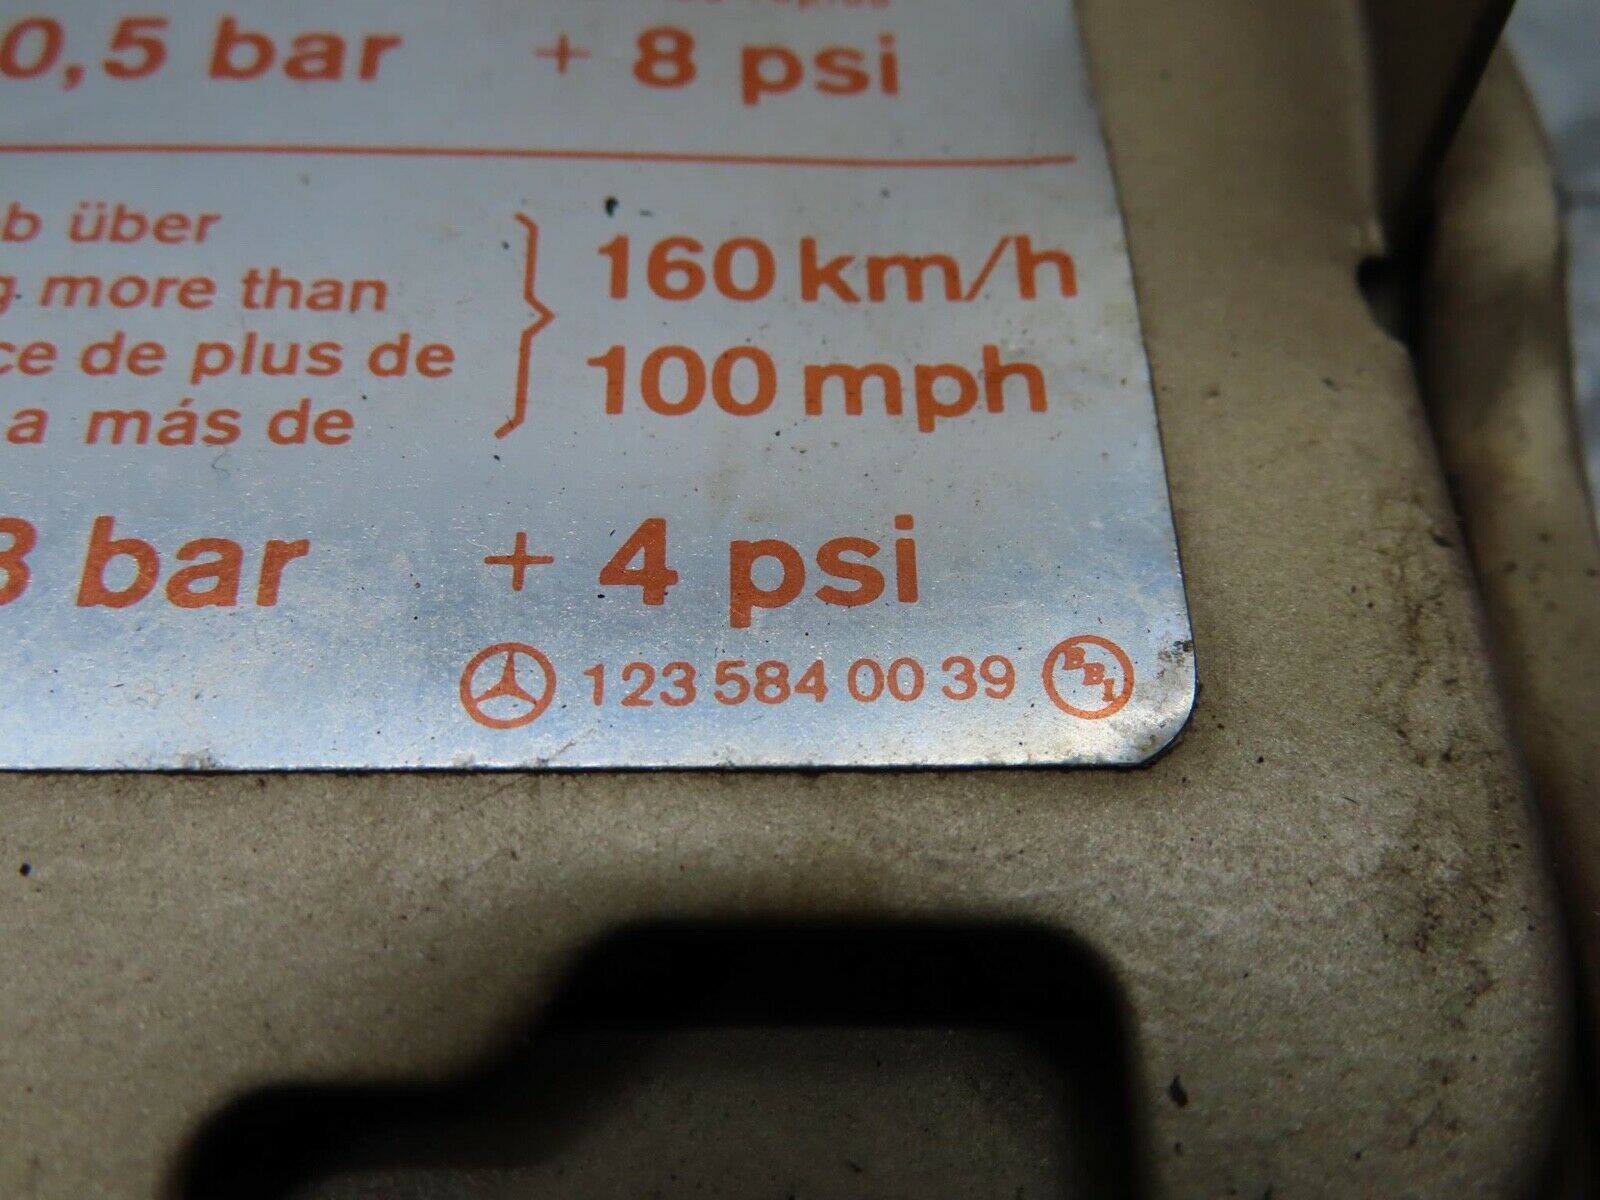 0,5 bar + 8 psi
b über
g more than
ce de plus de
a más de
160 km/h
100 mph
3 bar + 4 psi
123 584 00 39 BBI